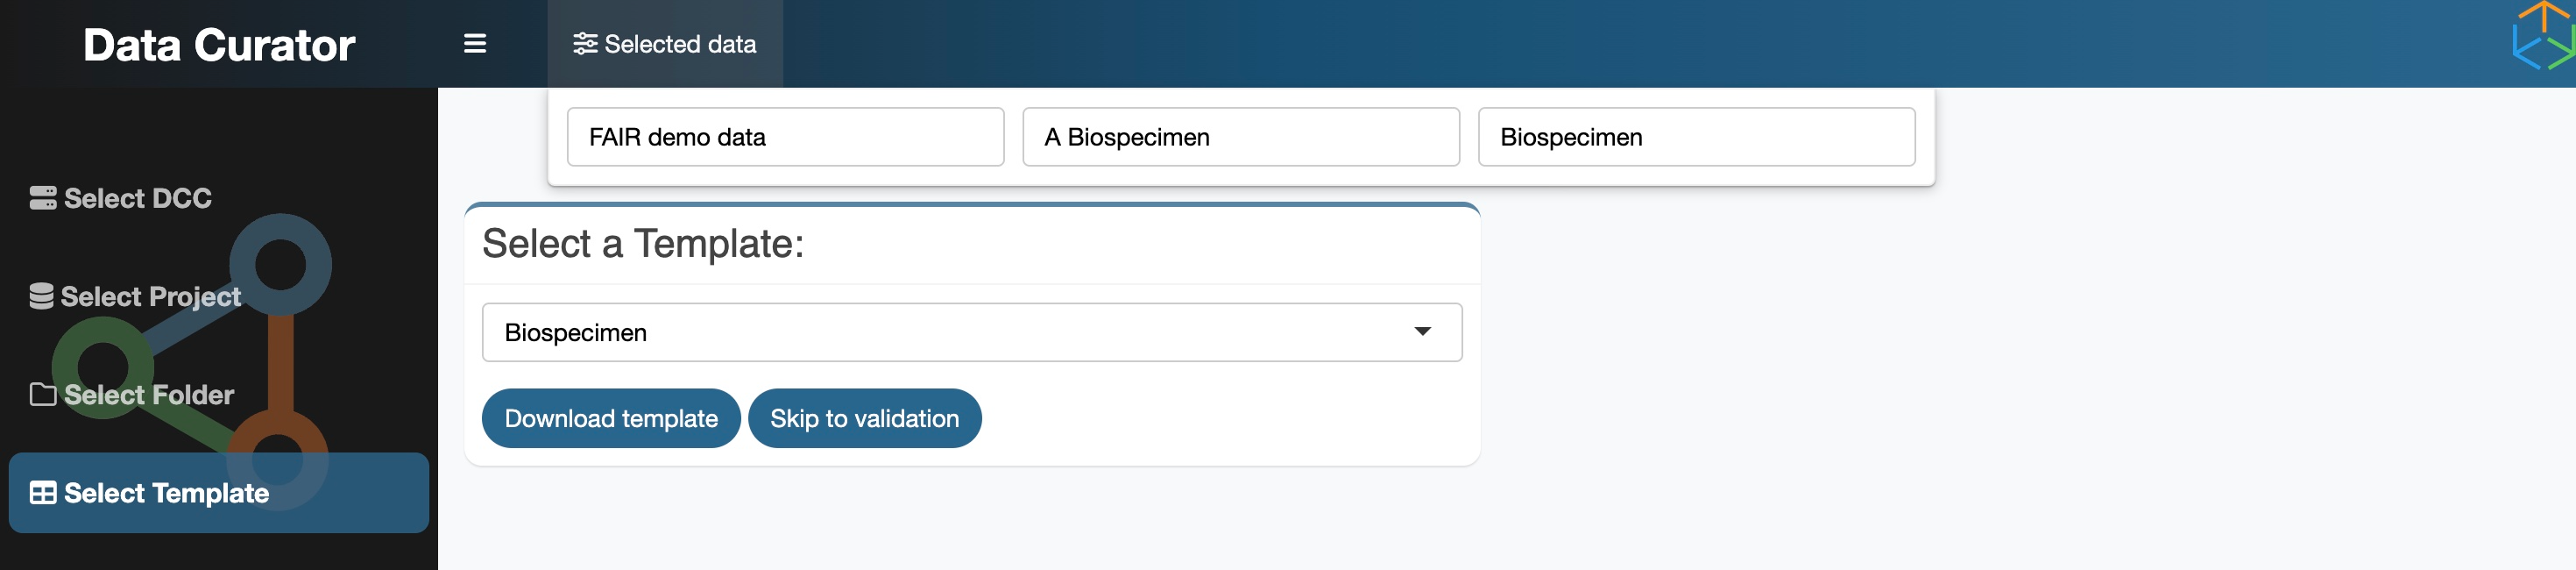 Data Curator
Selected data
FAIR demo data
A Biospecimen
Biospecimen
Select DCC
Select Project
Select Folder
Select Template
Select a Template:
Biospecimen
Download template
Skip to validation